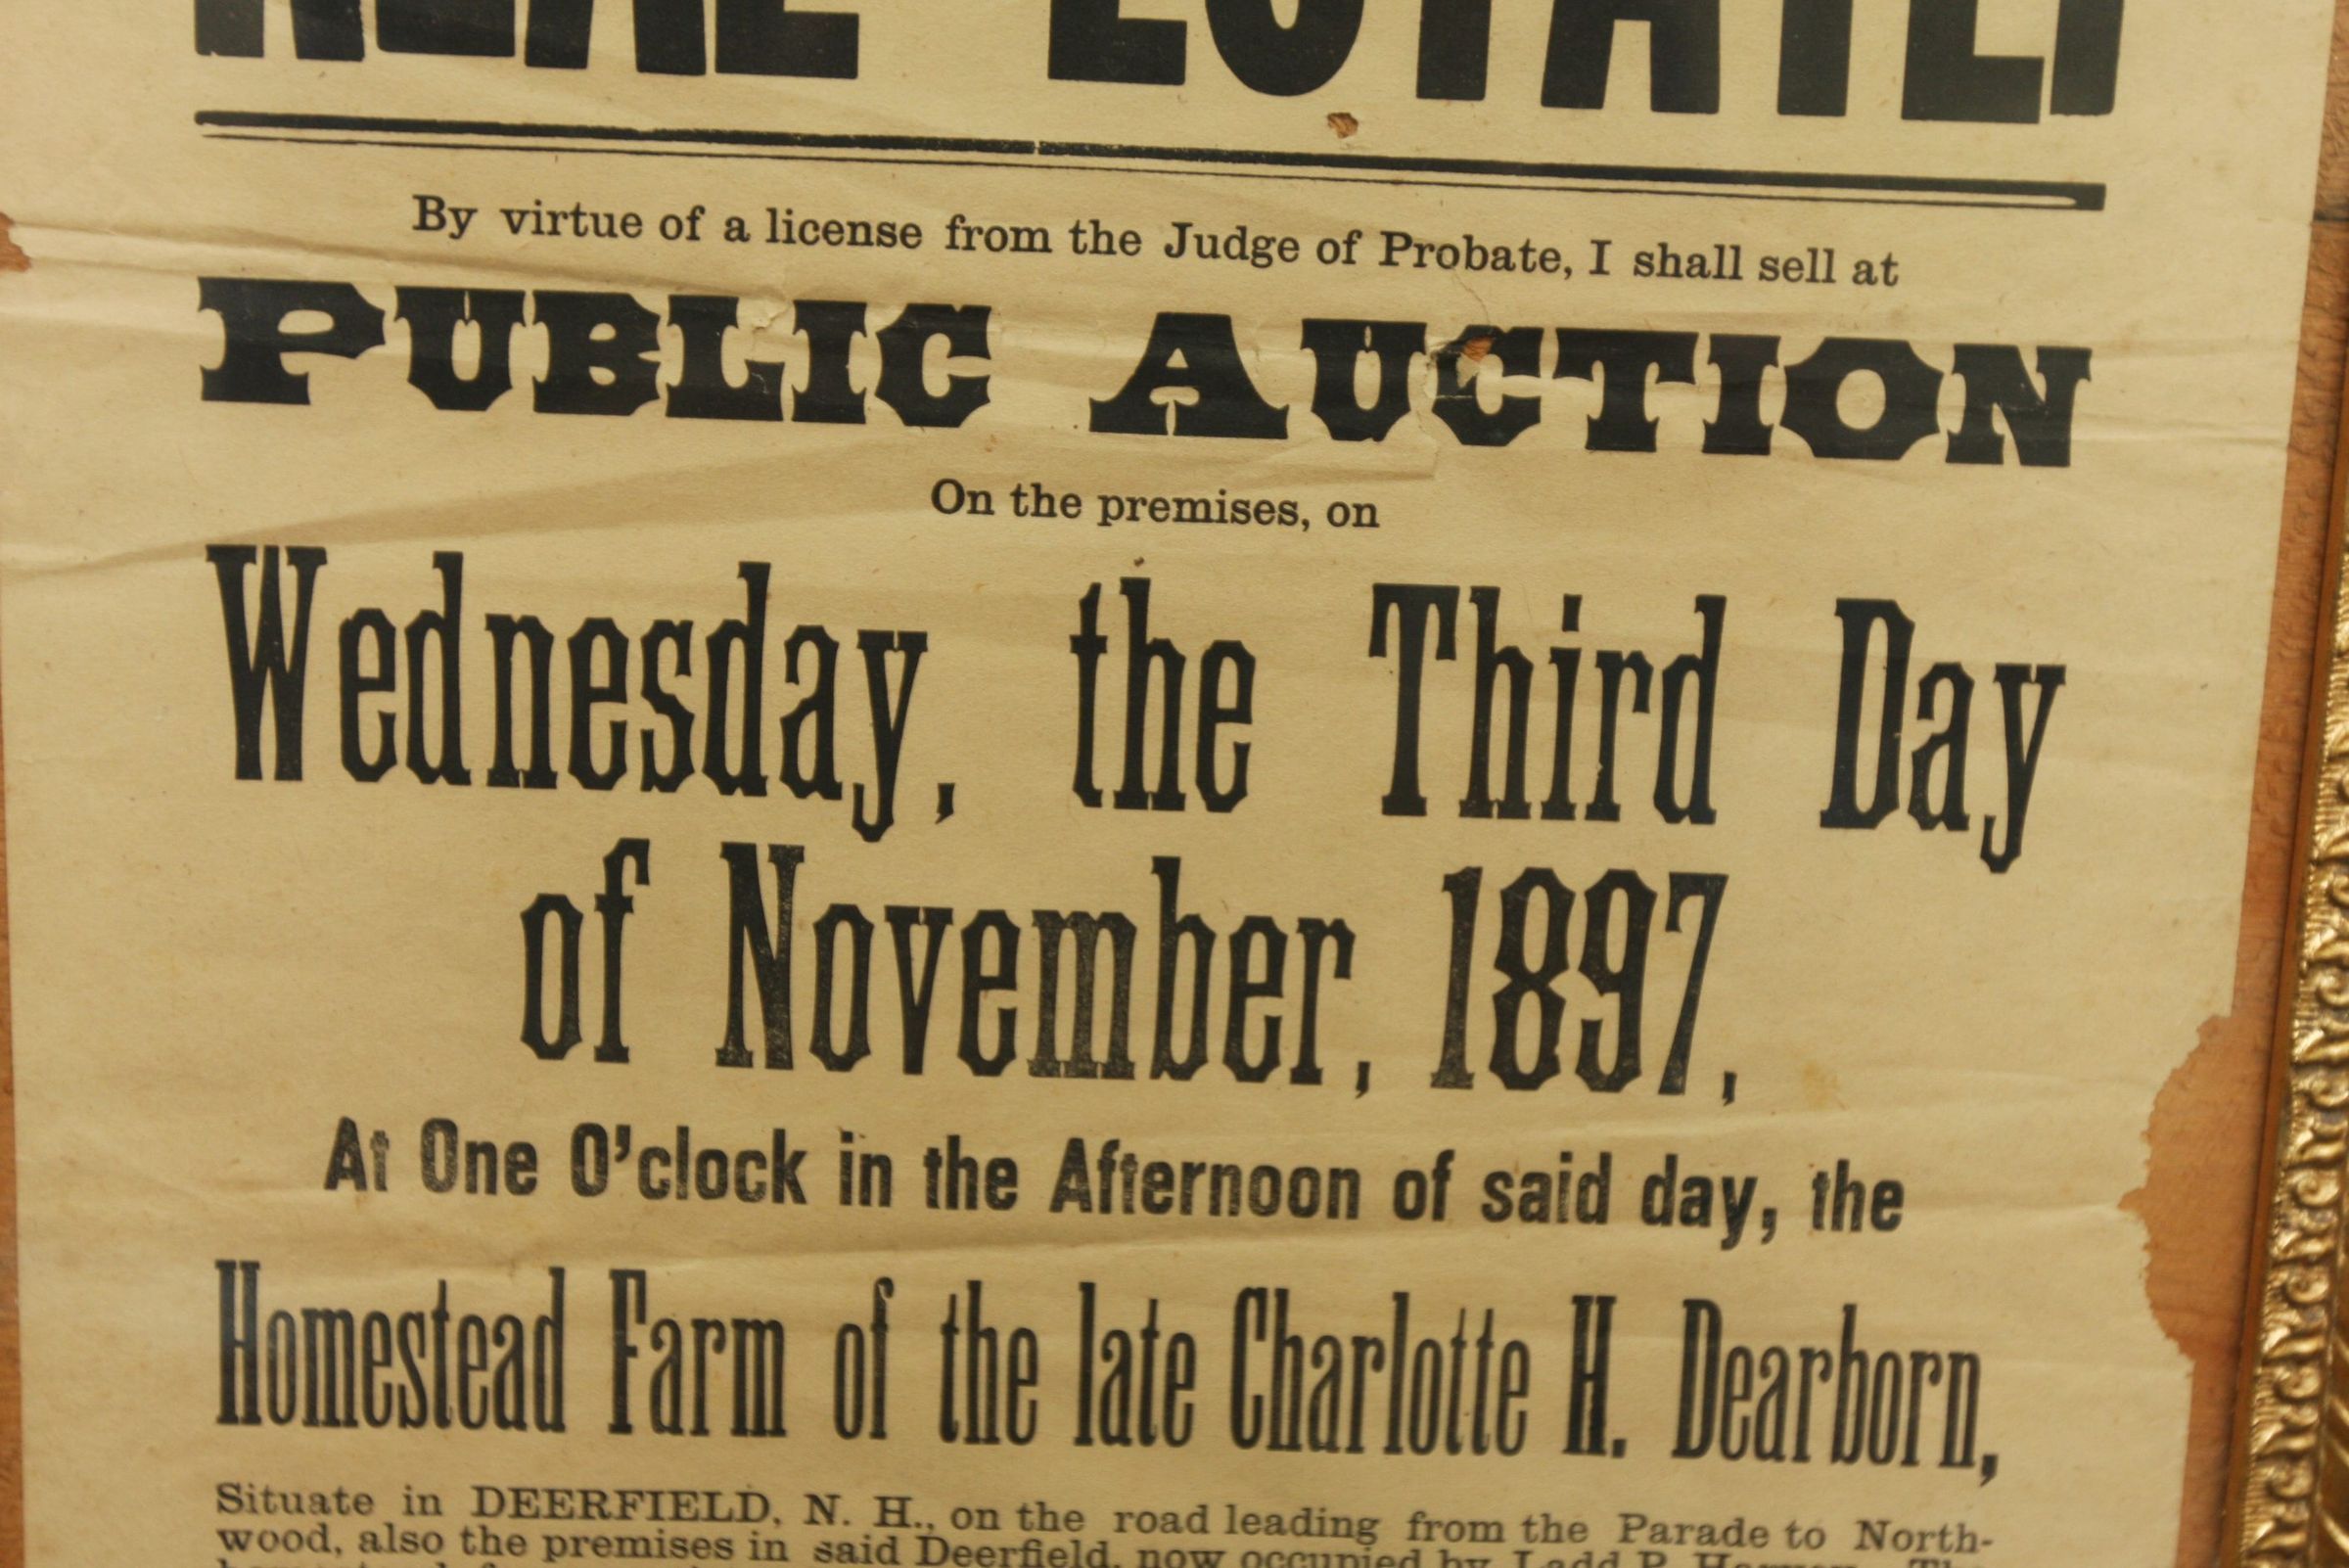 REAL ESTATE!
By virtue of a license from the Judge of Probate, I shall sell at
PUBLIC AUCTION
On the premises, on
Wednesday, the Third Day
of November, 1897,
At One O'clock in the Afternoon of said day, the
Homestead Farm of the late Charlotte H. Dearborn,
Situate in DEERFIELD, N. H., on the road leading from the Parade to North-
wood, also the premises in said Deerfield, now occupied by Ladd P.